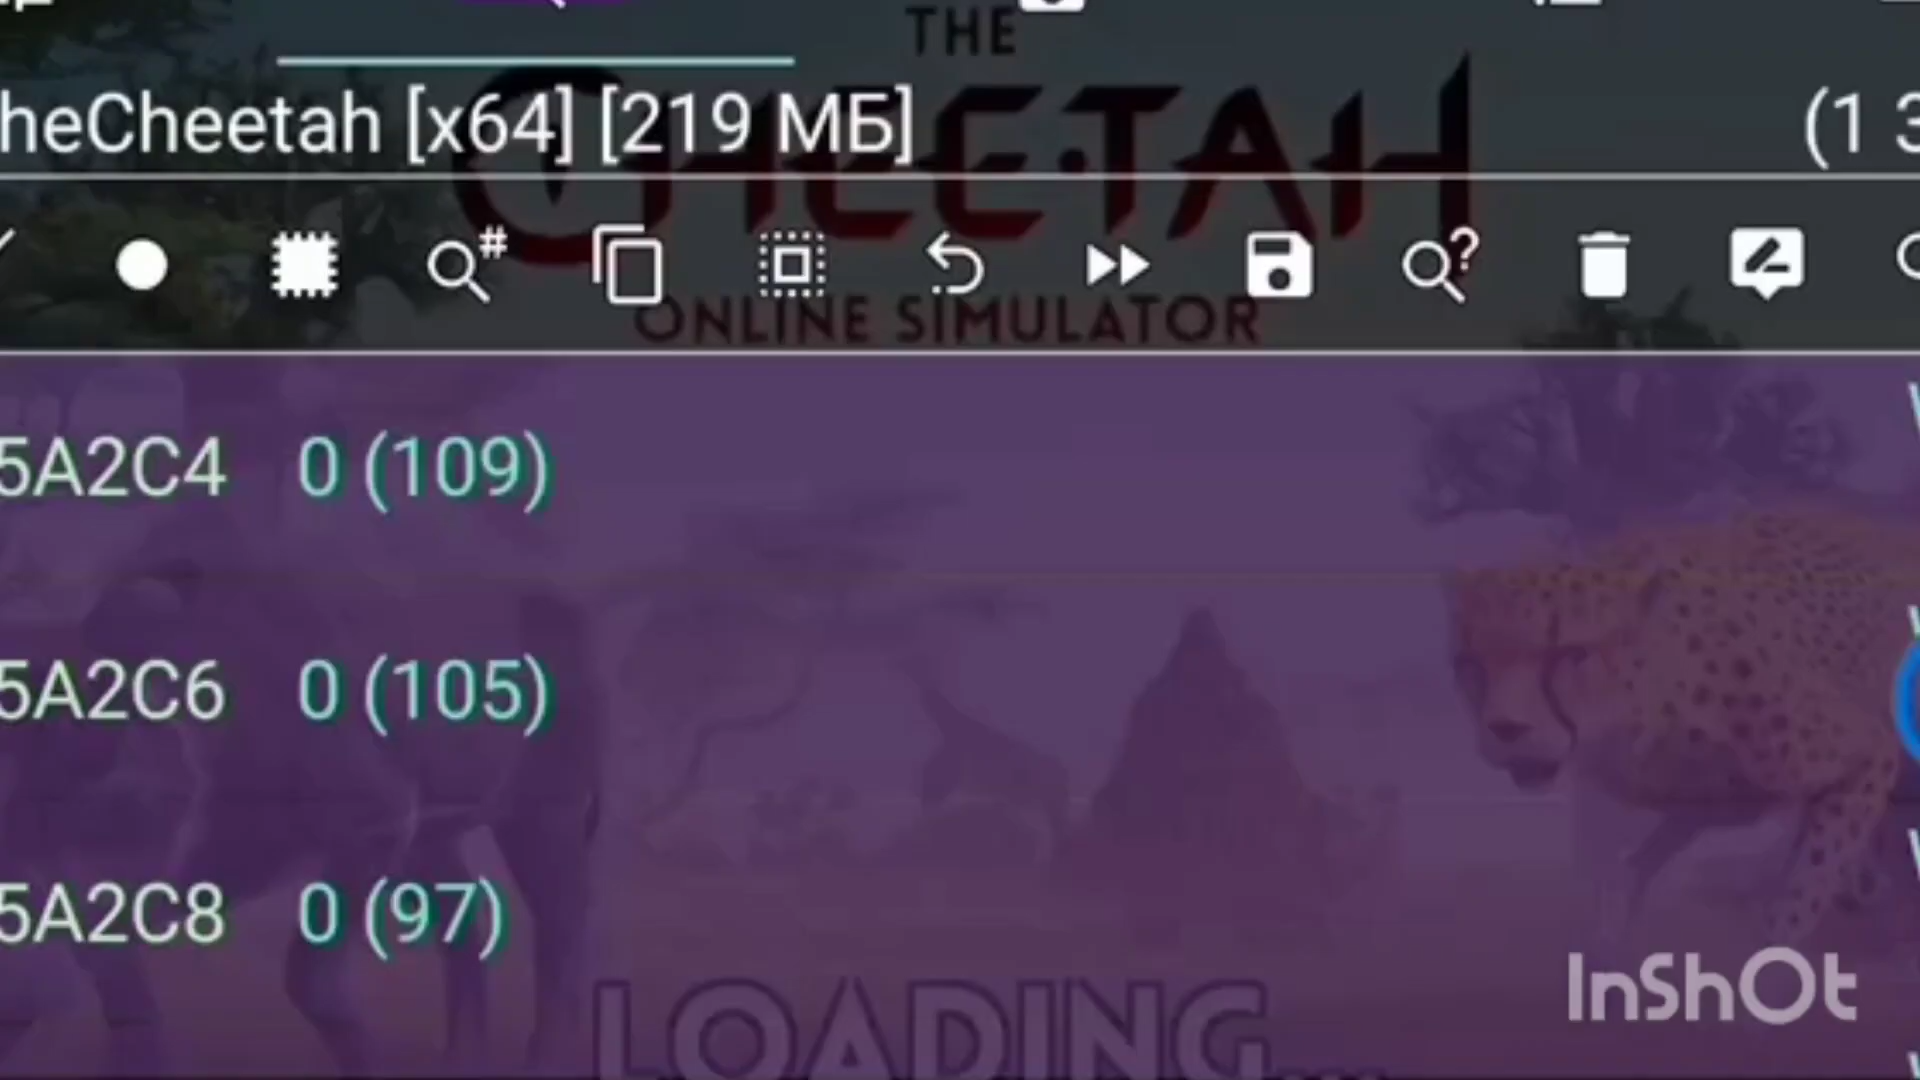 THE
CHEETAH
heCheetah [x64] [219 МБ]
(1 3
#
?
ONLINE SIMULATOR
5A2C4 0 (109)
5A2C6 0 (105)
5A2C8 0 (97)
InShOt
LOADING...